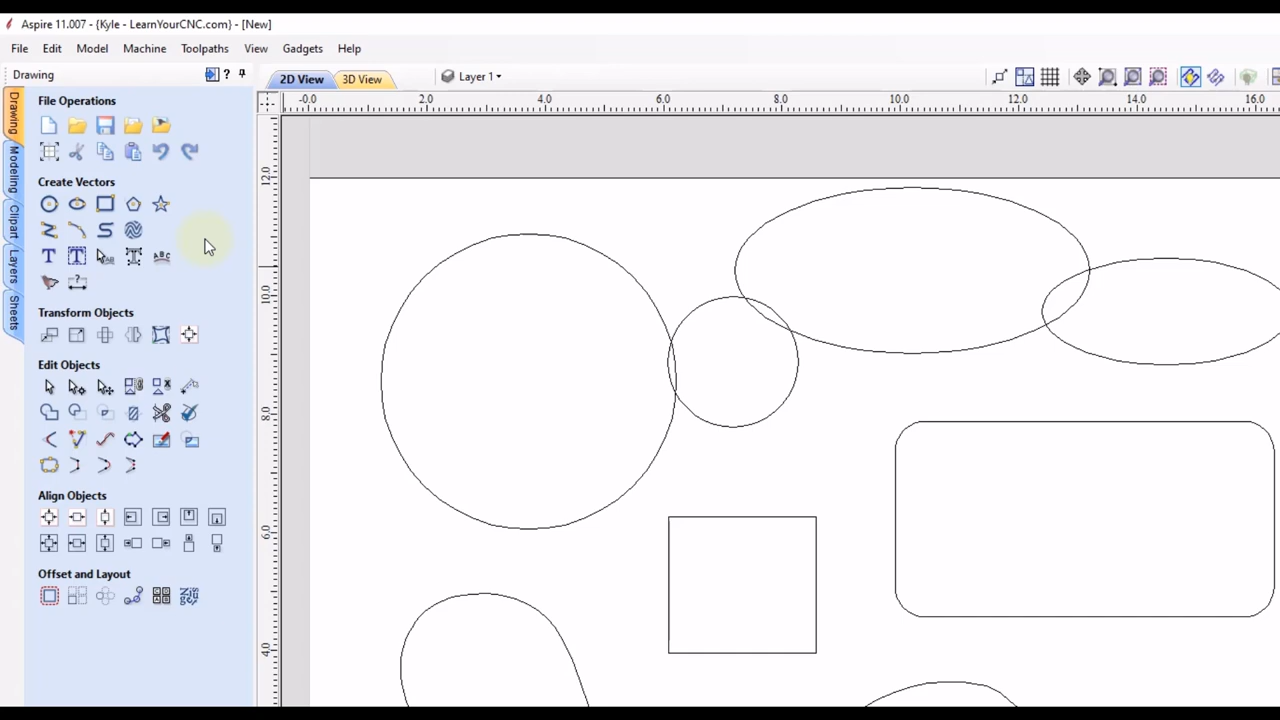 Aspire 11.007 - {Kyle - LearnYourCNC.com} - [New]
File Edit Model Machine Toolpaths View Gadgets Help
Drawing ?
2D View 3D View Layer 1
-0.0 2.0 4.0 6.0 8.0 10.0 12.0 14.0 16.0
Drawing
Modeling
Clipart
Layers
Sheets
File Operations
Create Vectors
Transform Objects
Edit Objects
Align Objects
Offset and Layout
12.0
10.0
8.0
6.0
4.0